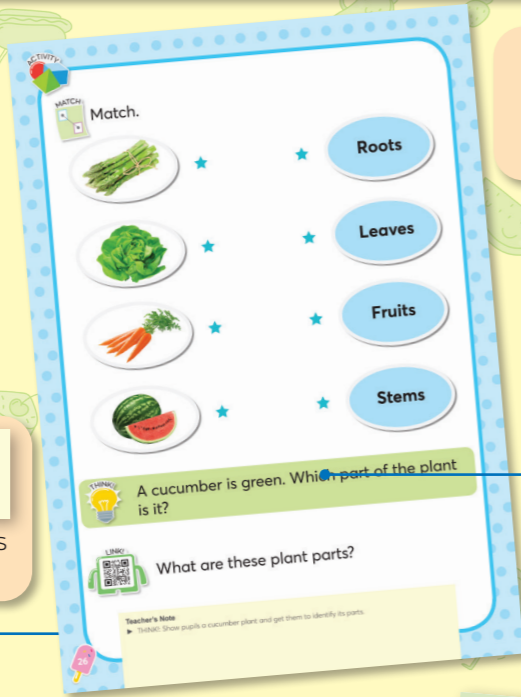 ACTIVITY
MATCH
Match.
Roots
Leaves
Fruits
Stems
THINK!
A cucumber is green. Which part of the plant
is it?
LINK!
What are these plant parts?
Teacher's Note
► THINK!: Show pupils a cucumber plant and get them to identify its parts.
26
s